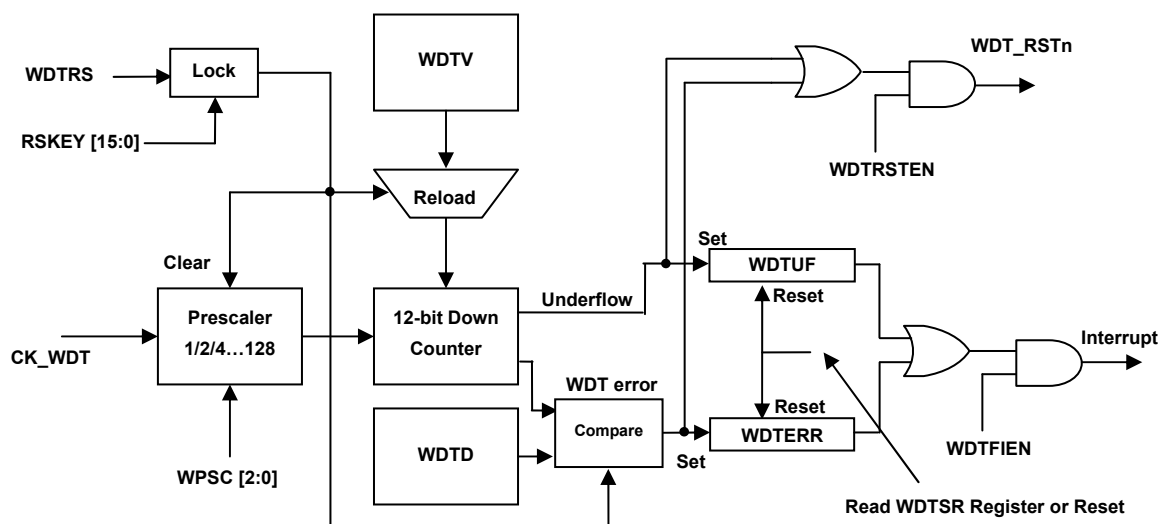 WDT_RSTn
WDTV
WDTRS
Lock
RSKEY [15:0]
WDTRSTEN
Reload
Set
WDTUF
Clear
Reset
Underflow
Prescaler
1/2/4…128
12-bit Down
Counter
CK_WDT
Interrupt
WDT error
Reset
Compare
WDTERR
WDTD
Set
WDTFIEN
WPSC [2:0]
Read WDTSR Register or Reset